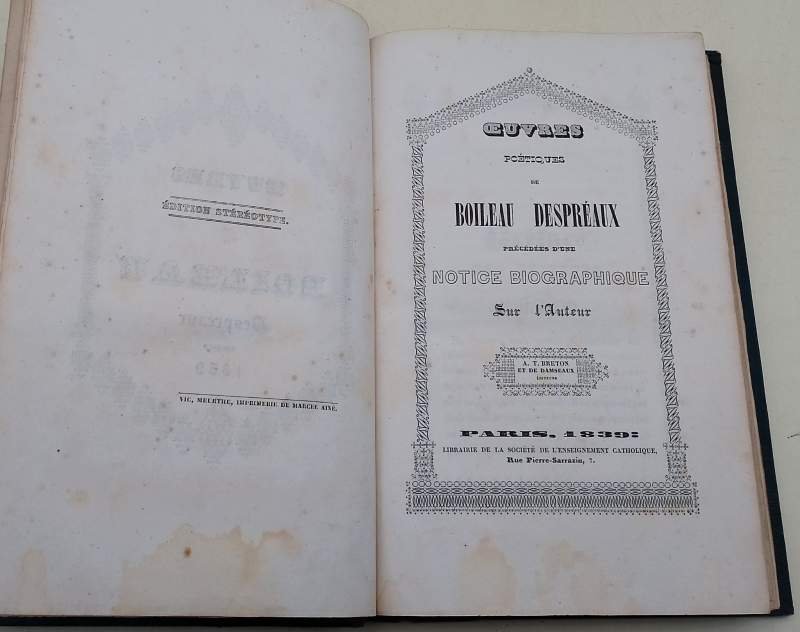 ÉDITION STÉRÉOTYPE.
VIC, MEURTHE, IMPRIMERIE DE MARCEL AINÉ.
ŒUVRES
POÉTIQUES
DE
BOILEAU DESPRÉAUX
PRÉCÉDÉES D'UNE
NOTICE BIOGRAPHIQUE
Sur l'Auteur
A. T. BRETON
ET DE DAMSEAUX
ÉDITEURS
PARIS, 1839:
LIBRAIRIE DE LA SOCIÉTÉ DE L'ENSEIGNEMENT CATHOLIQUE,
Rue Pierre-Sarrazin, 7.